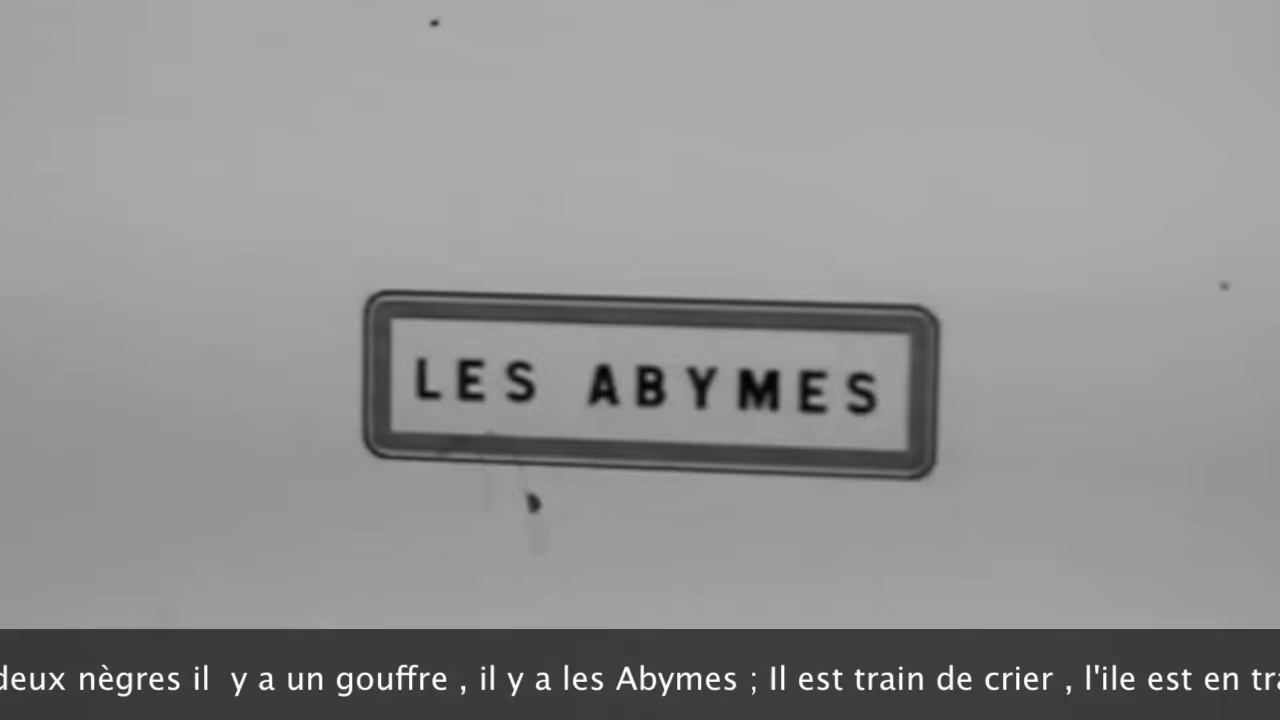 LES ABYMES
deux nègres il y a un gouffre , il y a les Abymes ; Il est train de crier , l'ile est en